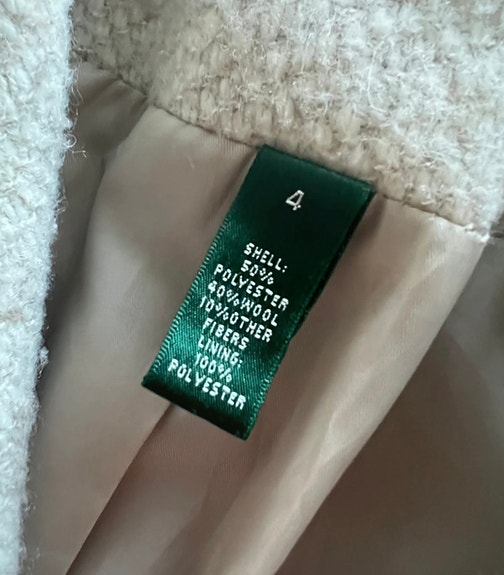 4
SHELL:
50%
POLYESTER
40%WOOL
10%OTHER
FIBERS
LINING:
100%
POLYESTER